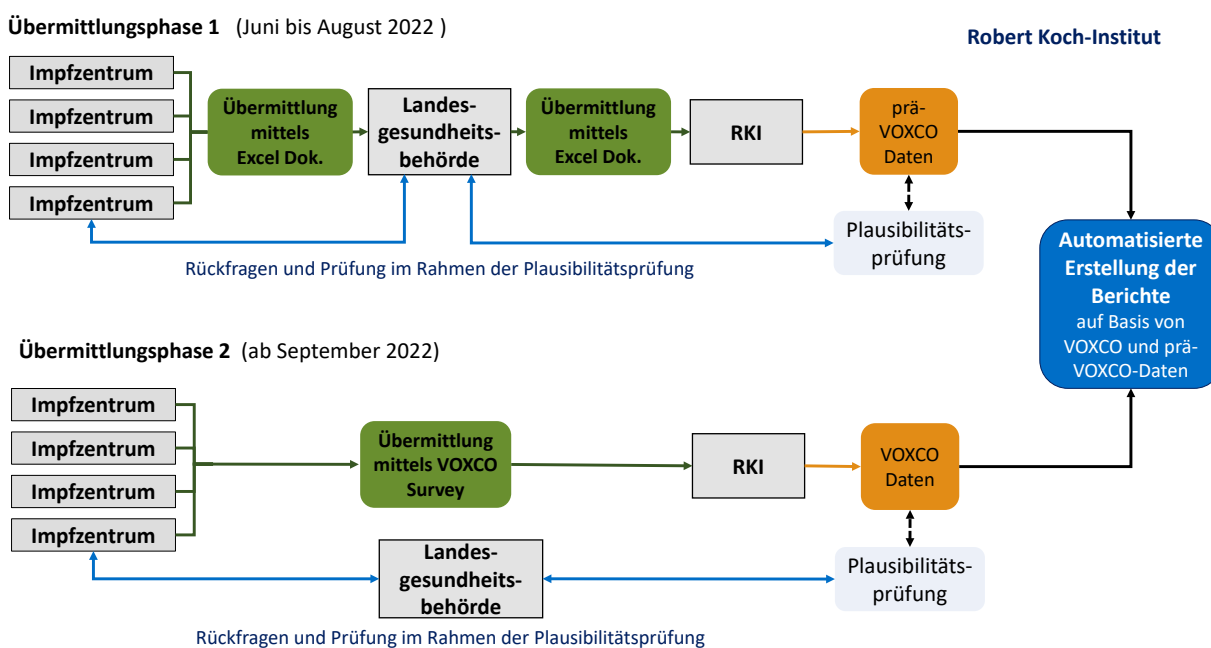 Übermittlungsphase 1 (Juni bis August 2022 )
Robert Koch-Institut
Impfzentrum
Impfzentrum
Impfzentrum
Impfzentrum
Übermittlung
mittels
Excel Dok.
Landes-
gesundheits-
behörde
Übermittlung
mittels
Excel Dok.
RKI
prä-
VOXCO
Daten
Plausibilitäts-
prüfung
Rückfragen und Prüfung im Rahmen der Plausibilitätsprüfung
Automatisierte
Erstellung der
Berichte
auf Basis von
VOXCO und prä-
VOXCO-Daten
Übermittlungsphase 2 (ab September 2022)
Impfzentrum
Impfzentrum
Impfzentrum
Impfzentrum
Übermittlung
mittels VOXCO
Survey
RKI
VOXCO
Daten
Landes-
gesundheits-
behörde
Plausibilitäts-
prüfung
Rückfragen und Prüfung im Rahmen der Plausibilitätsprüfung